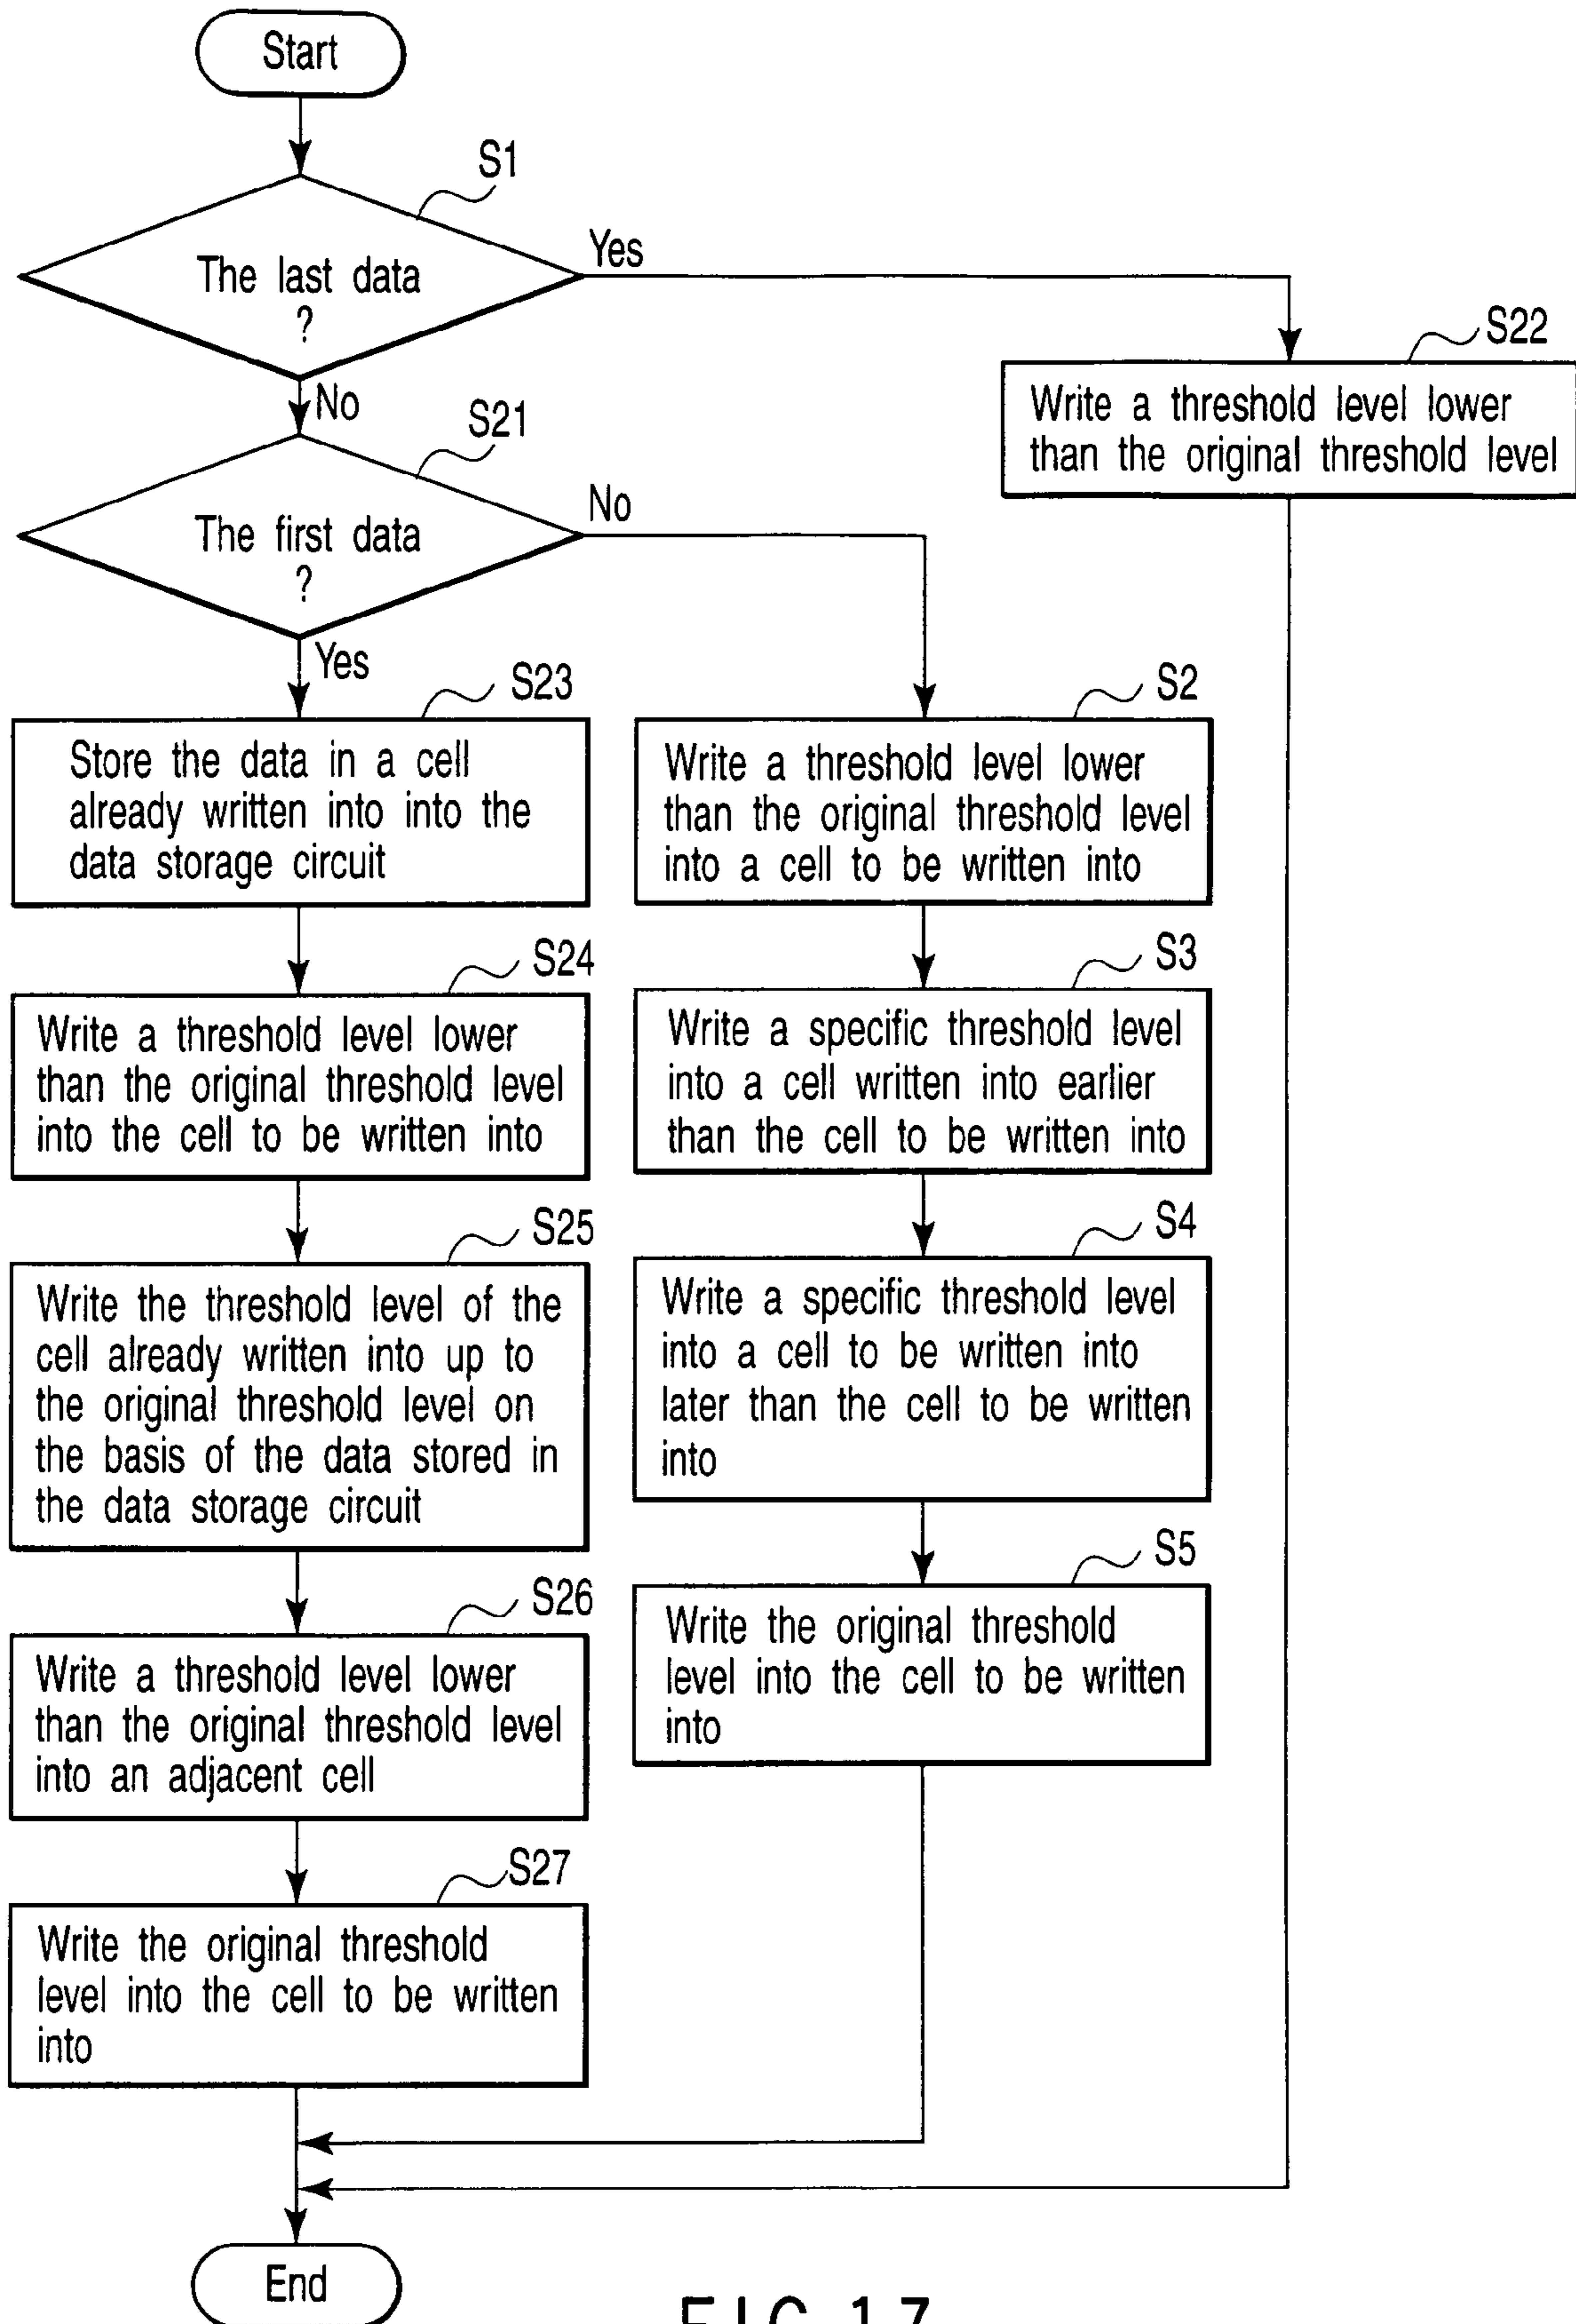 Start
S1
The last data
?
Yes
No
S22
Write a threshold level lower
than the original threshold level
S21
The first data
?
No
Yes
S23
Store the data in a cell
already written into into the
data storage circuit
S2
Write a threshold level lower
than the original threshold level
into a cell to be written into
S24
Write a threshold level lower
than the original threshold level
into the cell to be written into
S3
Write a specific threshold level
into a cell written into earlier
than the cell to be written into
S25
Write the threshold level of the
cell already written into up to
the original threshold level on
the basis of the data stored in
the data storage circuit
S4
Write a specific threshold level
into a cell to be written into
later than the cell to be written
into
S26
Write a threshold level lower
than the original threshold level
into an adjacent cell
S5
Write the original threshold
level into the cell to be written
into
S27
Write the original threshold
level into the cell to be written
into
End
FIG. 17